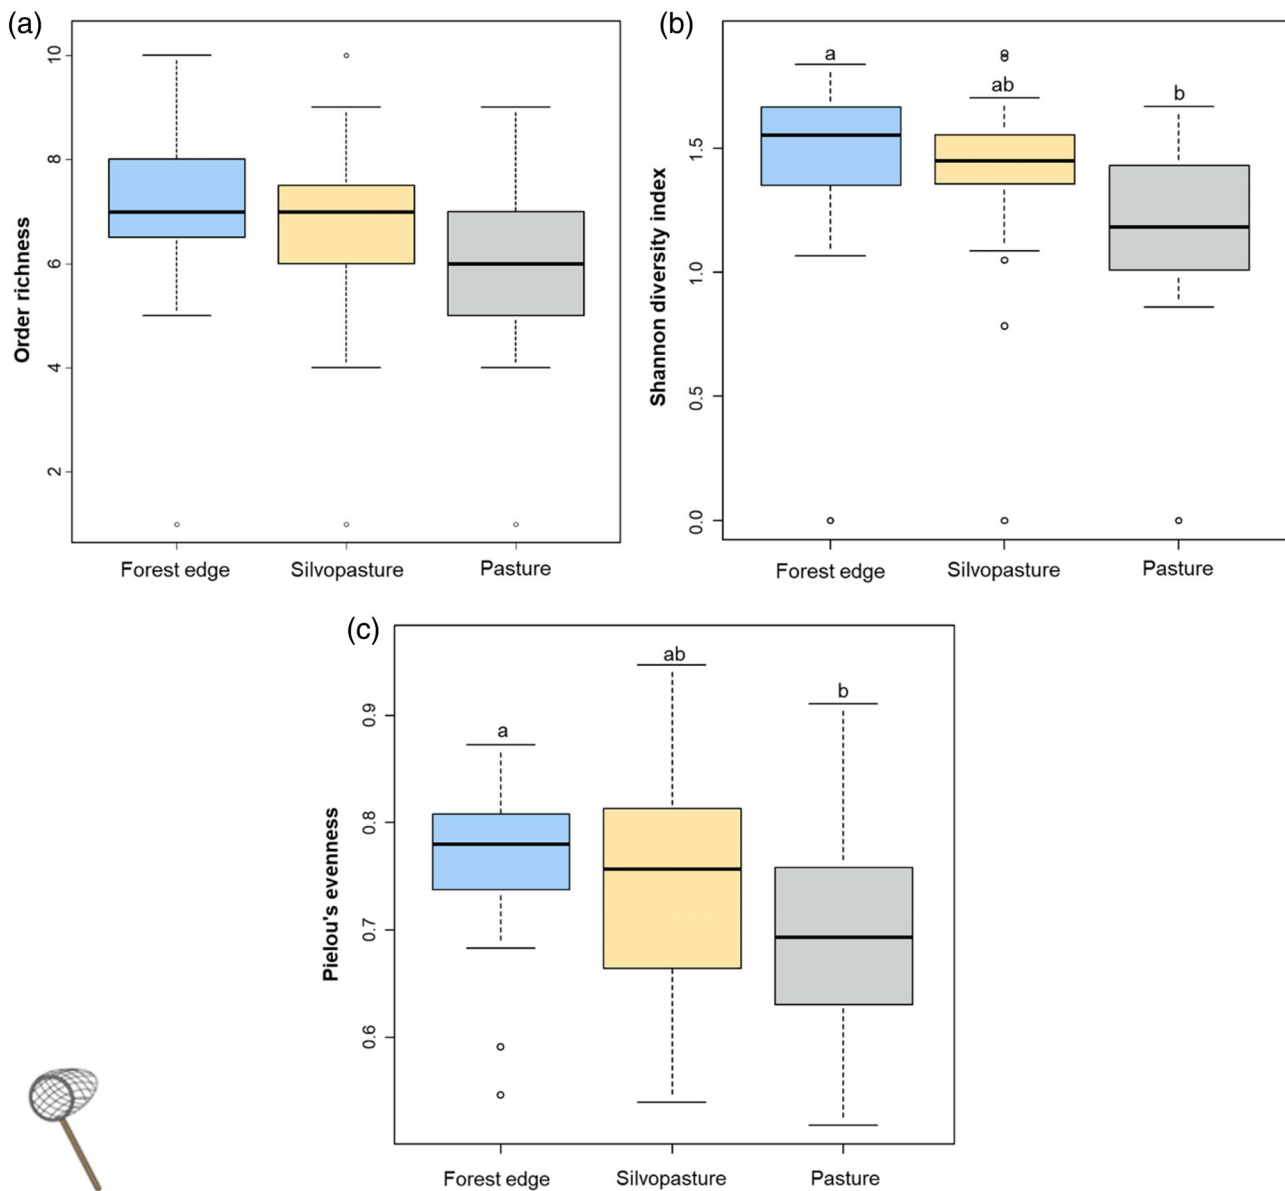 (a)
Order richness
10
8
6
4
2
Forest edge Silvopasture Pasture
(b)
Shannon diversity index
1.5
1.0
0.5
0.0
a
ab
b
Forest edge Silvopasture Pasture
(c)
Pielou's evenness
0.9
0.8
0.7
0.6
a
ab
b
Forest edge Silvopasture Pasture